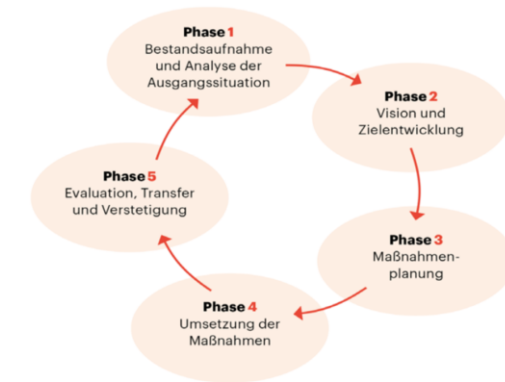 Phase 1
Bestandsaufnahme
und Analyse der
Ausgangssituation
Phase 2
Vision und
Zielentwicklung
Phase 3
Maßnahmen-
planung
Phase 4
Umsetzung der
Maßnahmen
Phase 5
Evaluation, Transfer
und Verstetigung